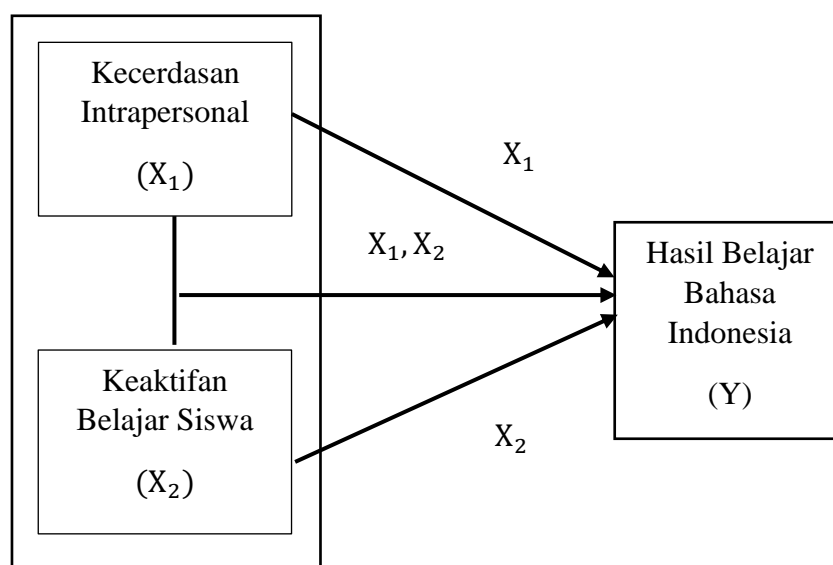 Kecerdasan
Intrapersonal
(X₁)
X₁
X₁, X₂
Hasil Belajar
Bahasa
Indonesia
(Y)
Keaktifan
Belajar Siswa
(X₂)
X₂